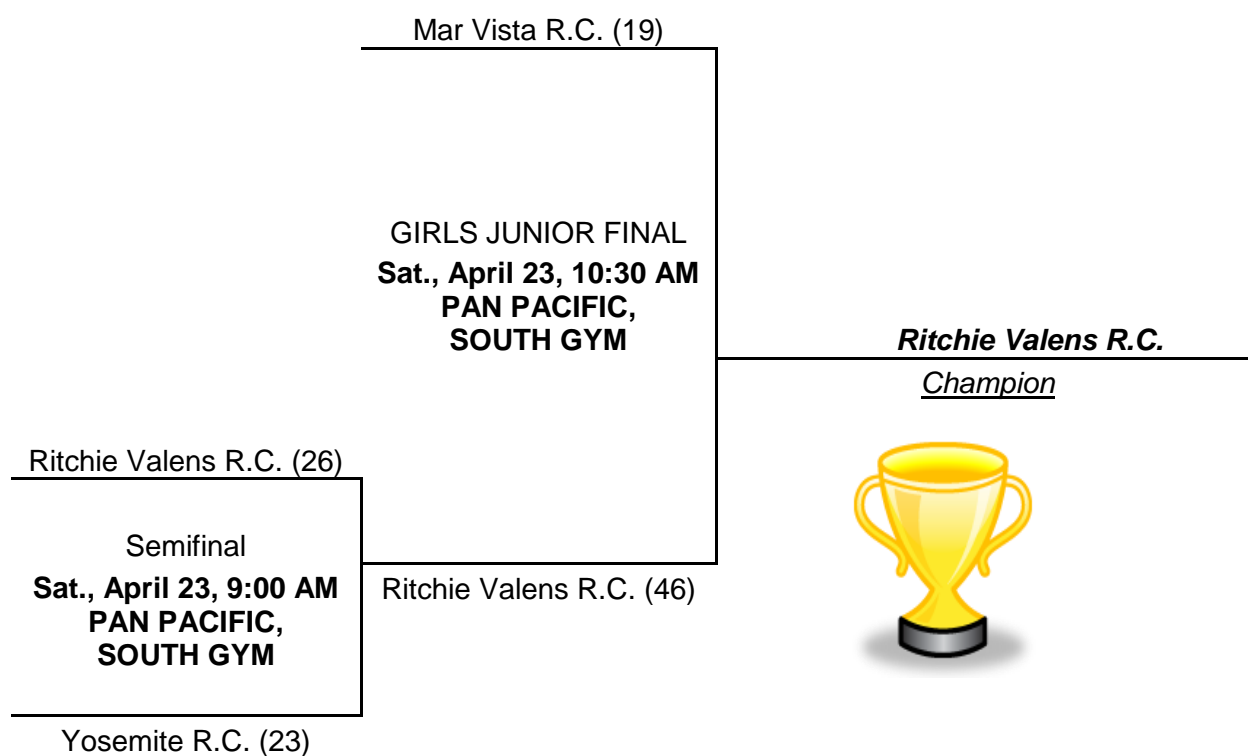 Mar Vista R.C. (19)
GIRLS JUNIOR FINAL
Sat., April 23, 10:30 AM
PAN PACIFIC,
SOUTH GYM
Ritchie Valens R.C.
Champion
Ritchie Valens R.C. (26)
Semifinal
Sat., April 23, 9:00 AM
PAN PACIFIC,
SOUTH GYM
Ritchie Valens R.C. (46)
Yosemite R.C. (23)